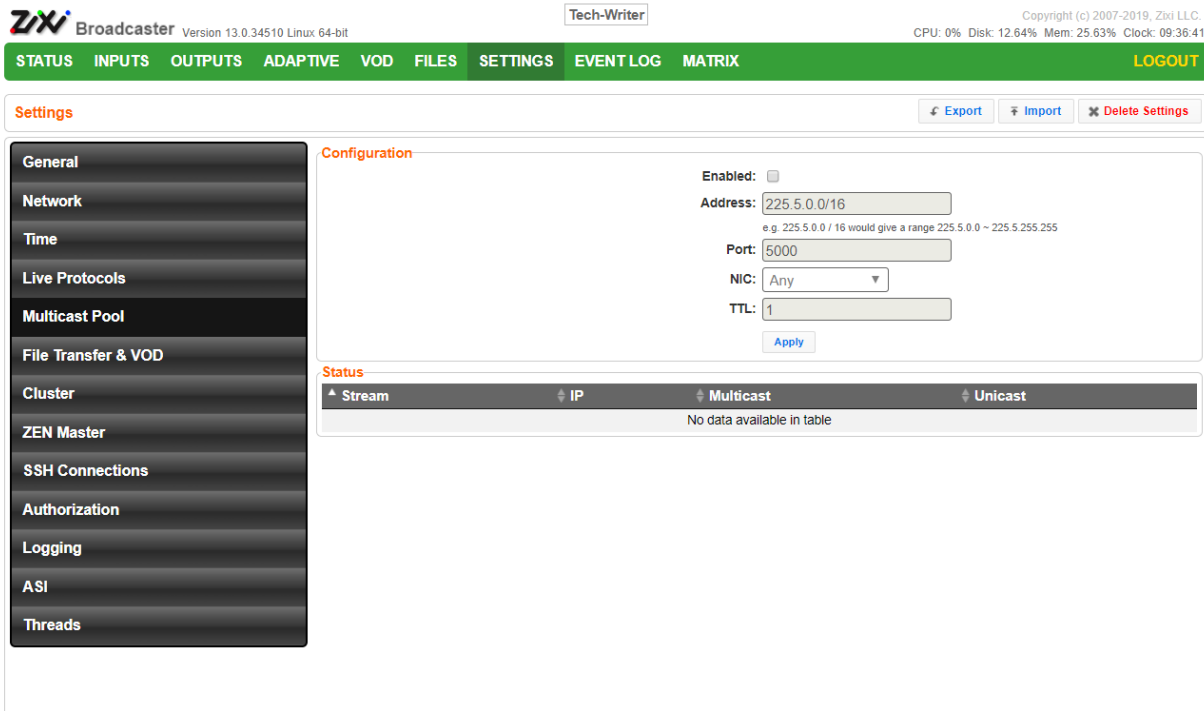 Tech-Writer
Copyright (c) 2007-2019, Zixi LLC.
ZiXi Broadcaster Version 13.0.34510 Linux 64-bit
CPU: 0% Disk: 12.64% Mem: 25.63% Clock: 09:36:41
STATUS INPUTS OUTPUTS ADAPTIVE VOD FILES SETTINGS EVENT LOG MATRIX LOGOUT
Settings Export Import Delete Settings
General
Network
Time
Live Protocols
Multicast Pool
File Transfer & VOD
Cluster
ZEN Master
SSH Connections
Authorization
Logging
ASI
Threads
Configuration
Enabled:
Address: 225.5.0.0/16
e.g. 225.5.0.0 / 16 would give a range 225.5.0.0 ~ 225.5.255.255
Port: 5000
NIC: Any
TTL: 1
Apply
Status
Stream IP Multicast Unicast
No data available in table